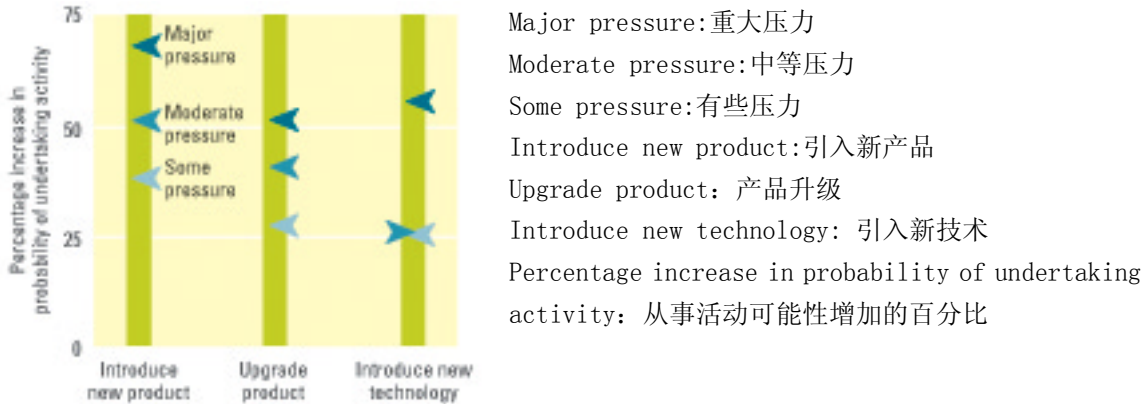 75
50
25
0
Percentage increase in
probability of undertaking activity
Major
pressure
Moderate
pressure
Some
pressure
Introduce
new product
Upgrade
product
Introduce new
technology
Major pressure:重大压力
Moderate pressure:中等压力
Some pressure:有些压力
Introduce new product:引入新产品
Upgrade product: 产品升级
Introduce new technology: 引入新技术
Percentage increase in probability of undertaking
activity: 从事活动可能性增加的百分比